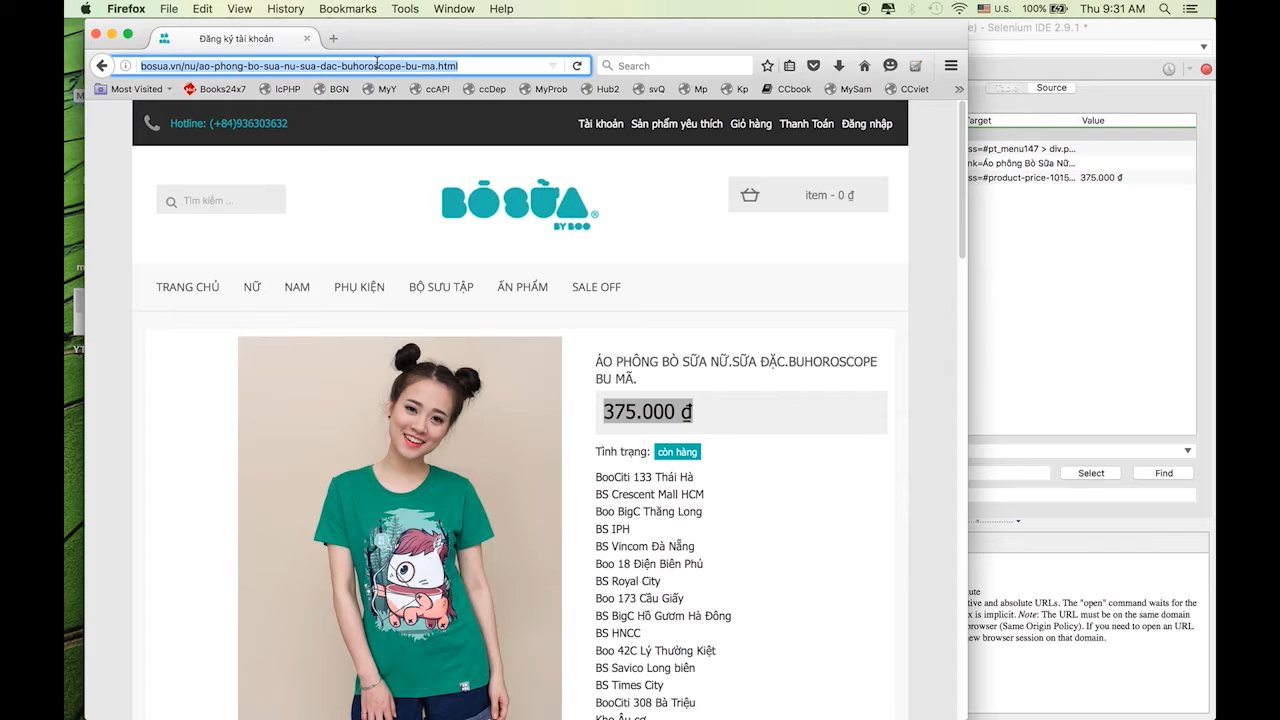 Firefox File Edit View History Bookmarks Tools Window Help
U.S. 100% Thu 9:31 AM
Đăng ký tài khoản
Selenium IDE 2.9.1 *
bosua.vn/nu/ao-phong-bo-sua-nu-sua-dac-buhoroscope-bu-ma.html
Search
Most Visited Books24x7 IcPHP BGN MyY ccAPI ccDep MyProb Hub2 svQ Mp Kp CCbook MySam CCviet »
Table Source
Hotline: (+84)936303632
Tài khoản Sản phẩm yêu thích Giỏ hàng Thanh Toán Đăng nhập
Target Value
ss=#pt_menu147 > div.p...
nk=Áo phông Bò Sữa Nữ...
ss=#product-price-1015... 375.000 ₫
Tìm kiếm ...
BÒ SỮA®
BY BOO
item - 0 ₫
TRANG CHỦ NỮ NAM PHỤ KIỆN BỘ SƯU TẬP ẤN PHẨM SALE OFF
ÁO PHÔNG BÒ SỮA NỮ.SỮA ĐẶC.BUHOROSCOPE
BU MÃ.
375.000 ₫
Tình trạng: còn hàng
BooCiti 133 Thái Hà
BS Crescent Mall HCM
Boo BigC Thăng Long
BS IPH
BS Vincom Đà Nẵng
Boo 18 Điện Biên Phủ
BS Royal City
Boo 173 Cầu Giấy
BS BigC Hồ Gươm Hà Đông
BS HNCC
Boo 42C Lý Thường Kiệt
BS Savico Long biên
BS Times City
BooCiti 308 Bà Triệu
Kho Âu cơ
Select Find
ute
tive and absolute URLs. The "open" command waits for the
x is implicit. Note: The URL must be on the same domain
rowser (Same Origin Policy). If you need to open an URL
new browser session on that domain.